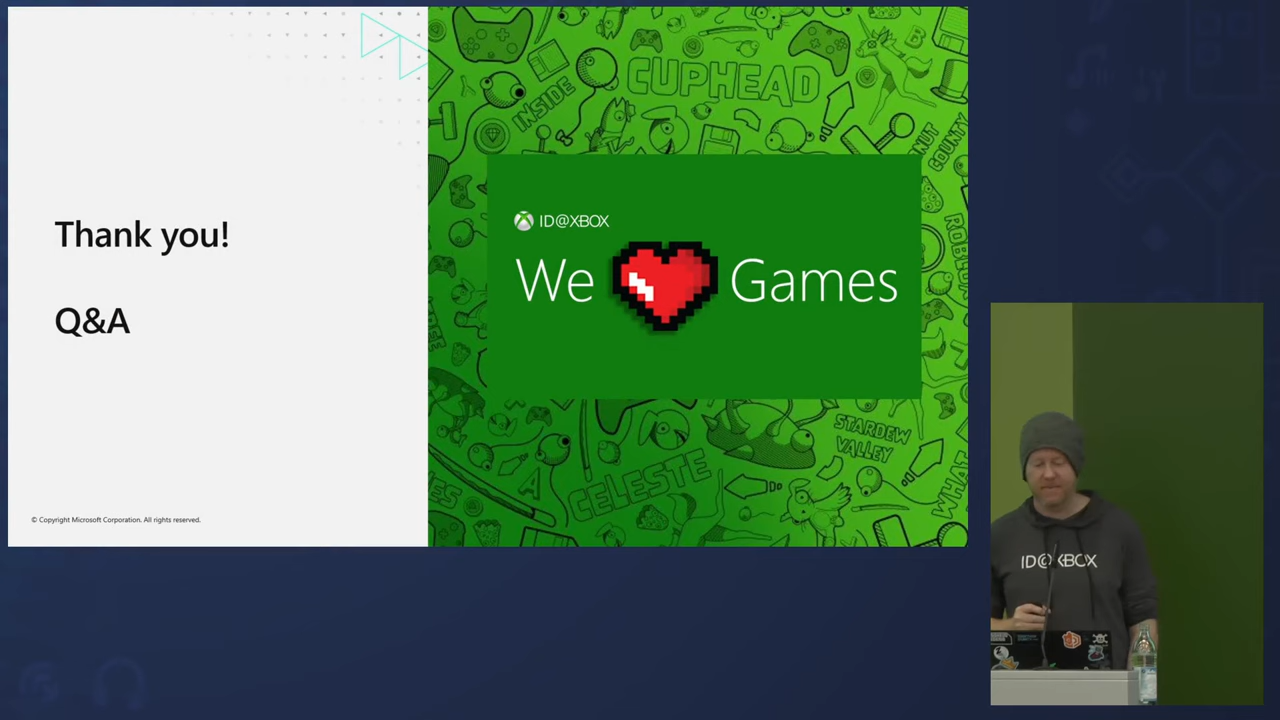 Thank you!
Q&A
© Copyright Microsoft Corporation. All rights reserved.
CUPHEAD
INSIDE
B
NUT
COUNTY
ID@XBOX
We Games
STARDEW
VALLEY
CELESTE
A
WHAT
ID@XBOX